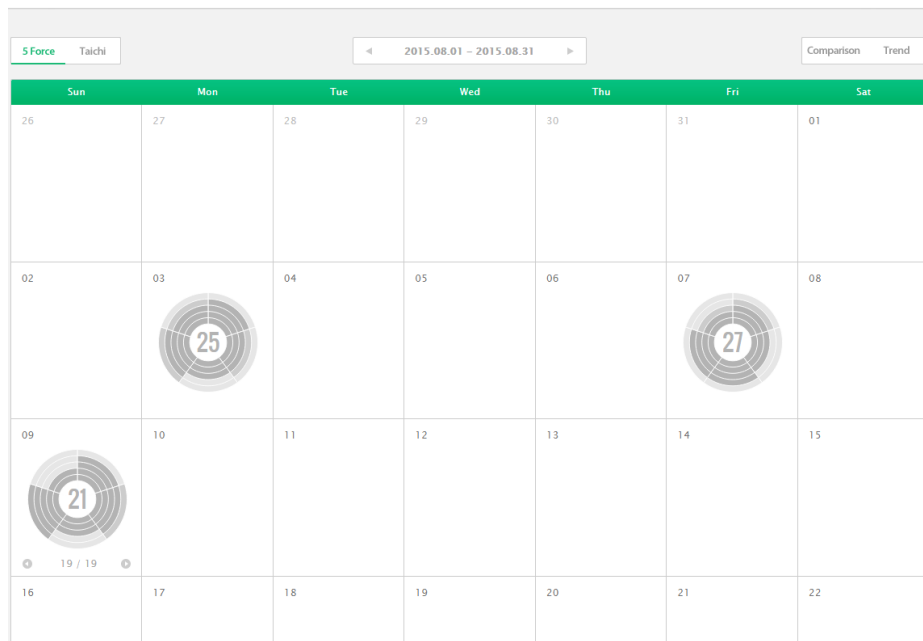 5 Force Taichi 2015.08.01 – 2015.08.31 Comparison Trend
Sun Mon Tue Wed Thu Fri Sat
26 27 28 29 30 31 01
02 03 04 05 06 07 08
25 27
09 10 11 12 13 14 15
21
19 / 19
16 17 18 19 20 21 22